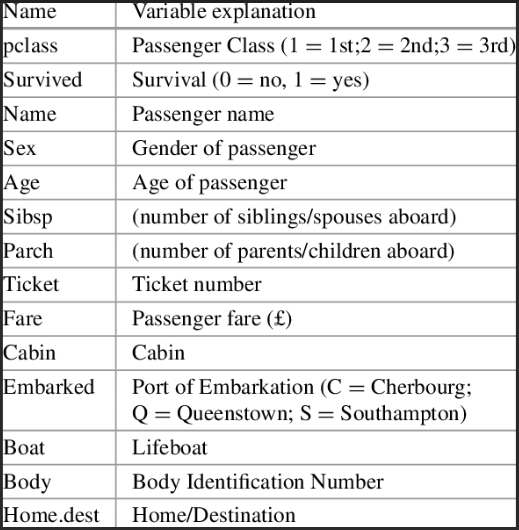 Name Variable explanation
pclass Passenger Class (1 = 1st;2 = 2nd;3 = 3rd)
Survived Survival (0 = no, 1 = yes)
Name Passenger name
Sex Gender of passenger
Age Age of passenger
Sibsp (number of siblings/spouses aboard)
Parch (number of parents/children aboard)
Ticket Ticket number
Fare Passenger fare (£)
Cabin Cabin
Embarked Port of Embarkation (C = Cherbourg;
Q = Queenstown; S = Southampton)
Boat Lifeboat
Body Body Identification Number
Home.dest Home/Destination